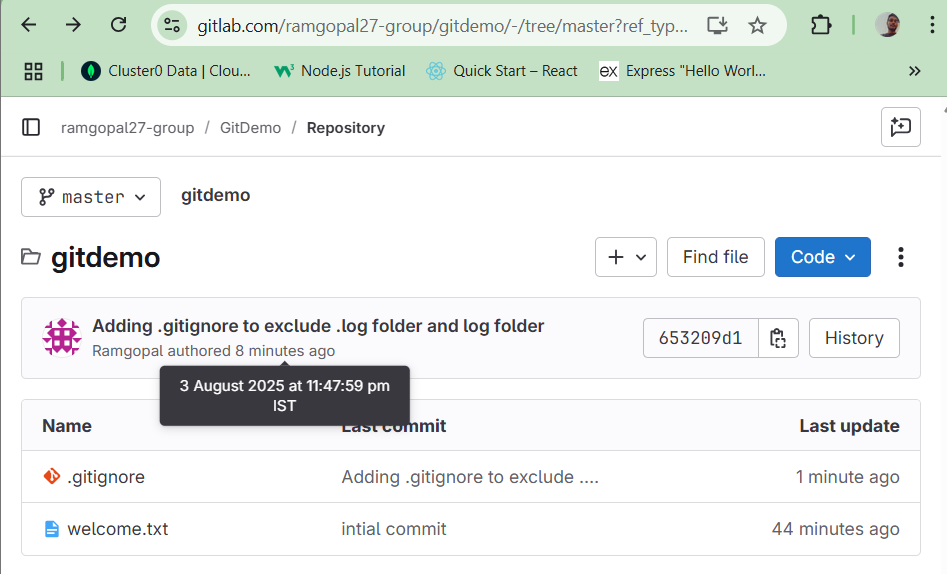 gitlab.com/ramgopal27-group/gitdemo/-/tree/master?ref_typ...
Cluster0 Data | Clou...
W3
Node.js Tutorial
Quick Start – React
ex
Express "Hello Worl...
ramgopal27-group / GitDemo / Repository
master
gitdemo
gitdemo
Find file
Code
Adding .gitignore to exclude .log folder and log folder
Ramgopal authored 8 minutes ago
653209d1
History
3 August 2025 at 11:47:59 pm
IST
Name
Last commit
Last update
.gitignore
Adding .gitignore to exclude ....
1 minute ago
welcome.txt
intial commit
44 minutes ago